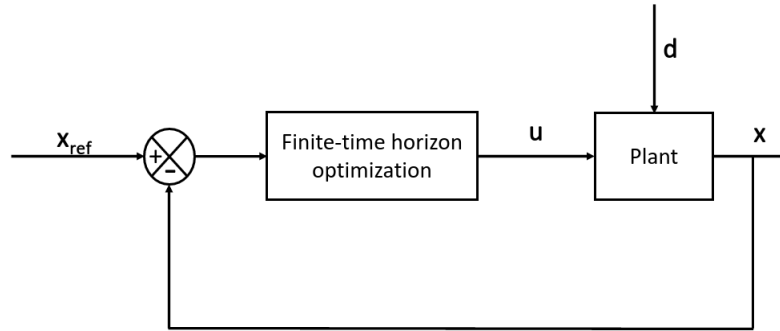 d
x_ref
+
-
Finite-time horizon
optimization
u
Plant
x